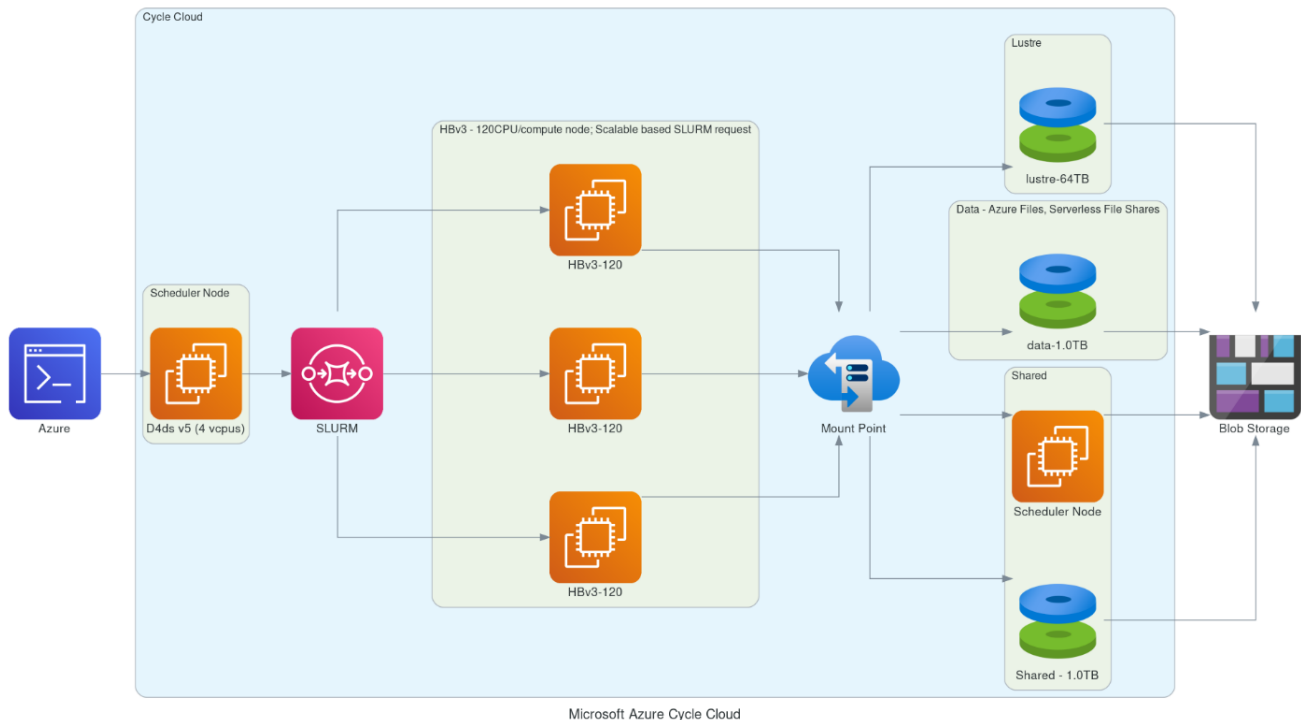 Cycle Cloud
Lustre
lustre-64TB
HBv3 - 120CPU/compute node; Scalable based SLURM request
HBv3-120
Data - Azure Files, Serverless File Shares
data-1.0TB
Scheduler Node
D4ds v5 (4 vcpus)
Azure
SLURM
HBv3-120
Mount Point
Shared
Scheduler Node
Blob Storage
HBv3-120
Shared - 1.0TB
Microsoft Azure Cycle Cloud